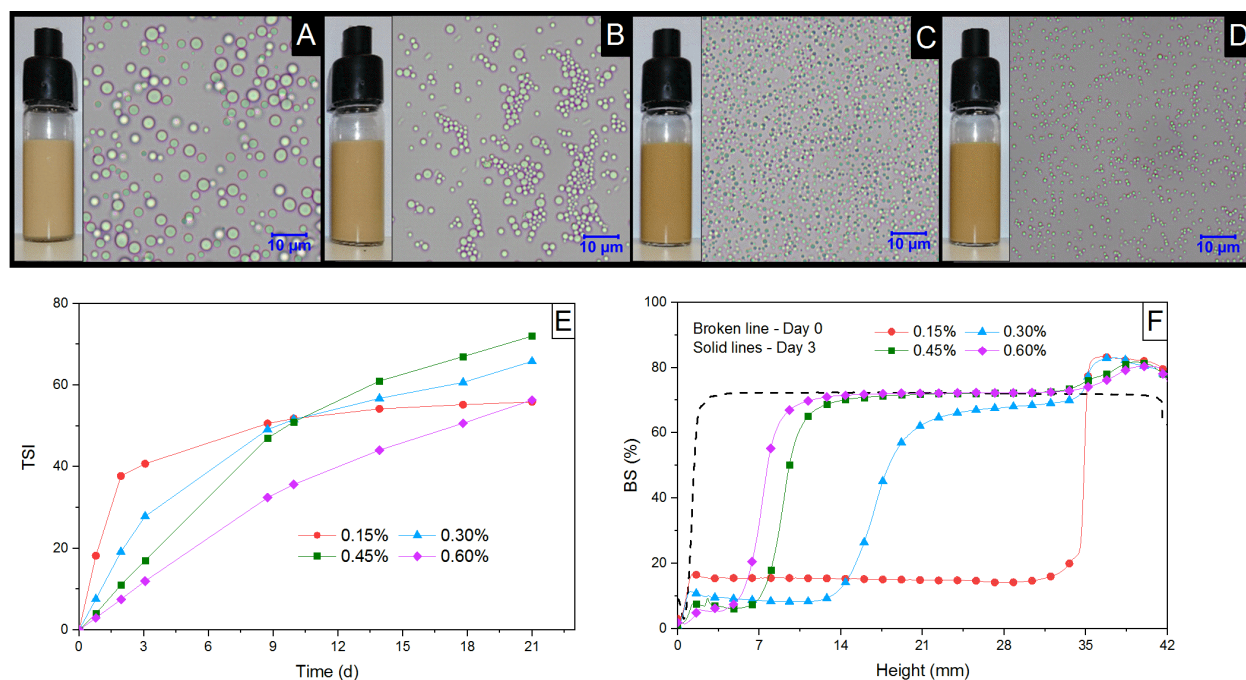 A
B
C
D
10 µm
10 µm
10 µm
10 µm
E
TSI
80
60
40
20
0
0 3 6 9 12 15 18 21
Time (d)
0.15% 0.30%
0.45% 0.60%
F
BS (%)
100
80
60
40
20
0
0 7 14 21 28 35 42
Height (mm)
Broken line - Day 0
Solid lines - Day 3
0.15% 0.30%
0.45% 0.60%